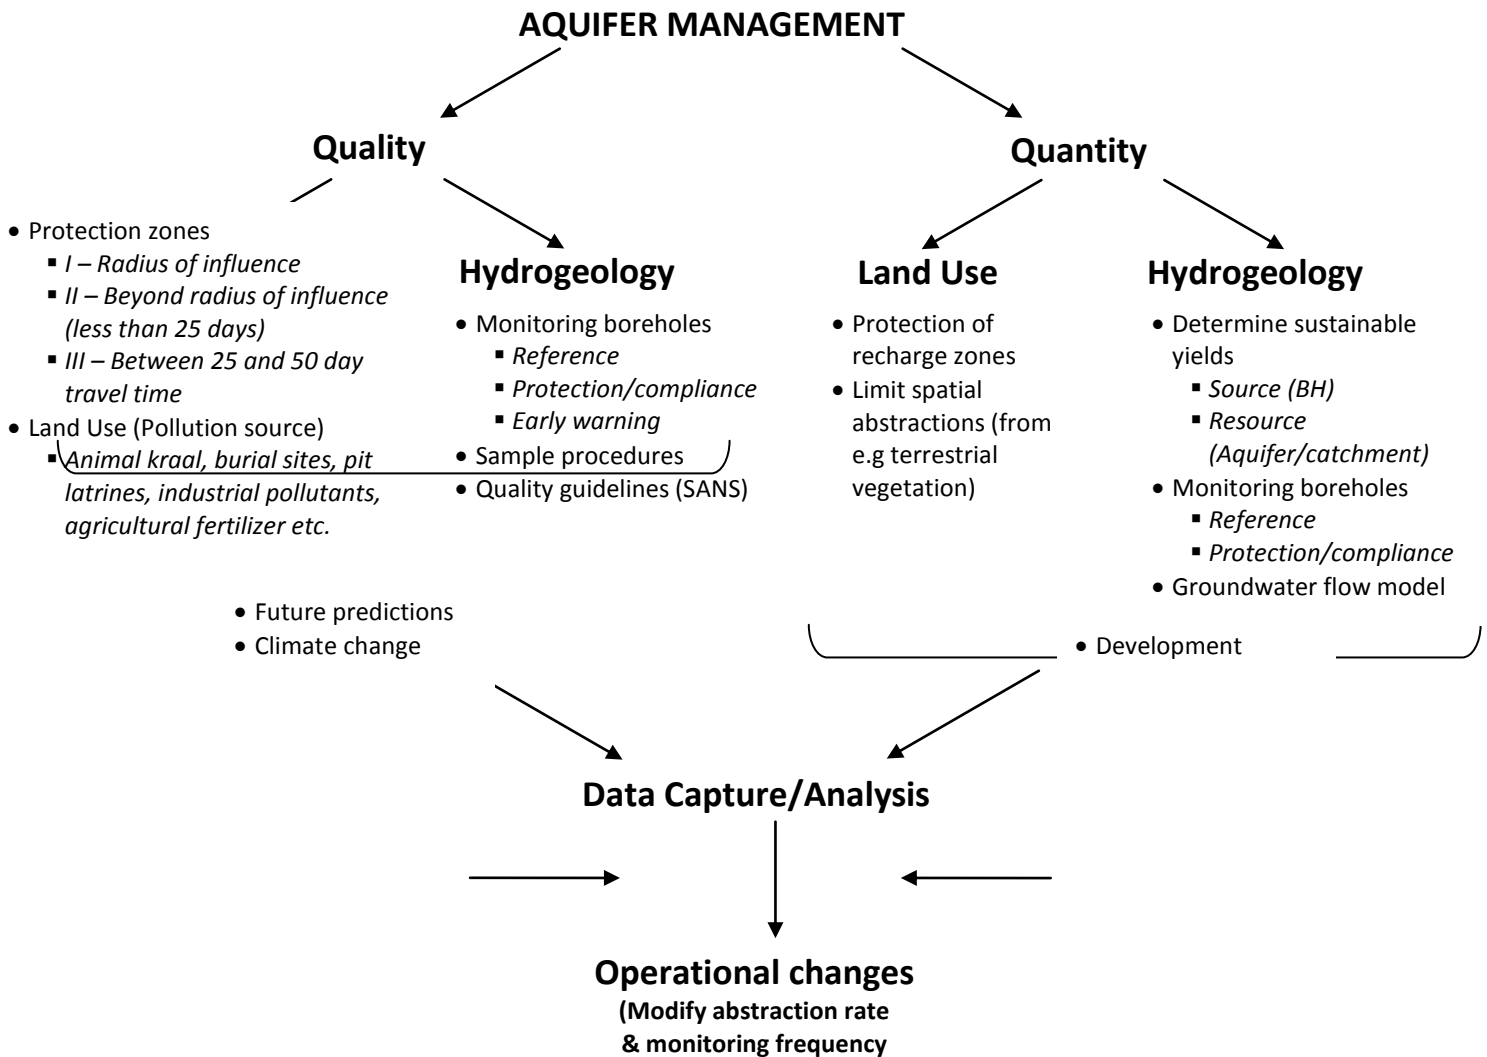 AQUIFER MANAGEMENT
Quality
Quantity
• Protection zones
▪ I – Radius of influence
▪ II – Beyond radius of influence
(less than 25 days)
▪ III – Between 25 and 50 day
travel time
• Land Use (Pollution source)
▪ Animal kraal, burial sites, pit
latrines, industrial pollutants,
agricultural fertilizer etc.
Hydrogeology
• Monitoring boreholes
▪ Reference
▪ Protection/compliance
▪ Early warning
• Sample procedures
• Quality guidelines (SANS)
Land Use
• Protection of
recharge zones
• Limit spatial
abstractions (from
e.g terrestrial
vegetation)
Hydrogeology
• Determine sustainable
yields
▪ Source (BH)
▪ Resource
(Aquifer/catchment)
• Monitoring boreholes
▪ Reference
▪ Protection/compliance
• Groundwater flow model
• Future predictions
• Climate change
• Development
Data Capture/Analysis
Operational changes
(Modify abstraction rate
& monitoring frequency